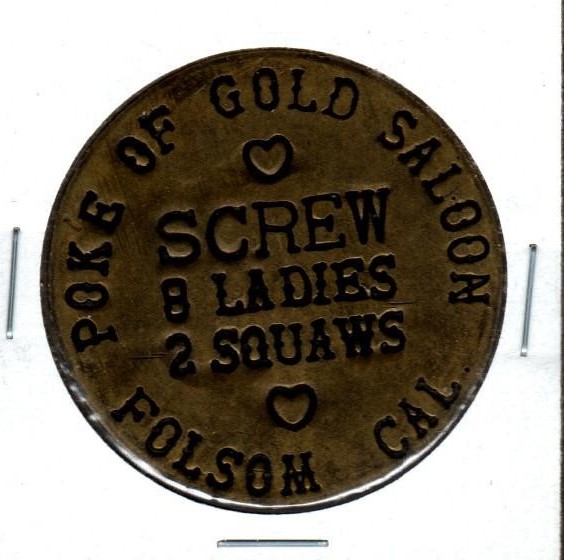 POKE OF GOLD SALOON
SCREW
8 LADIES
2 SQUAWS
FOLSOM CAL.